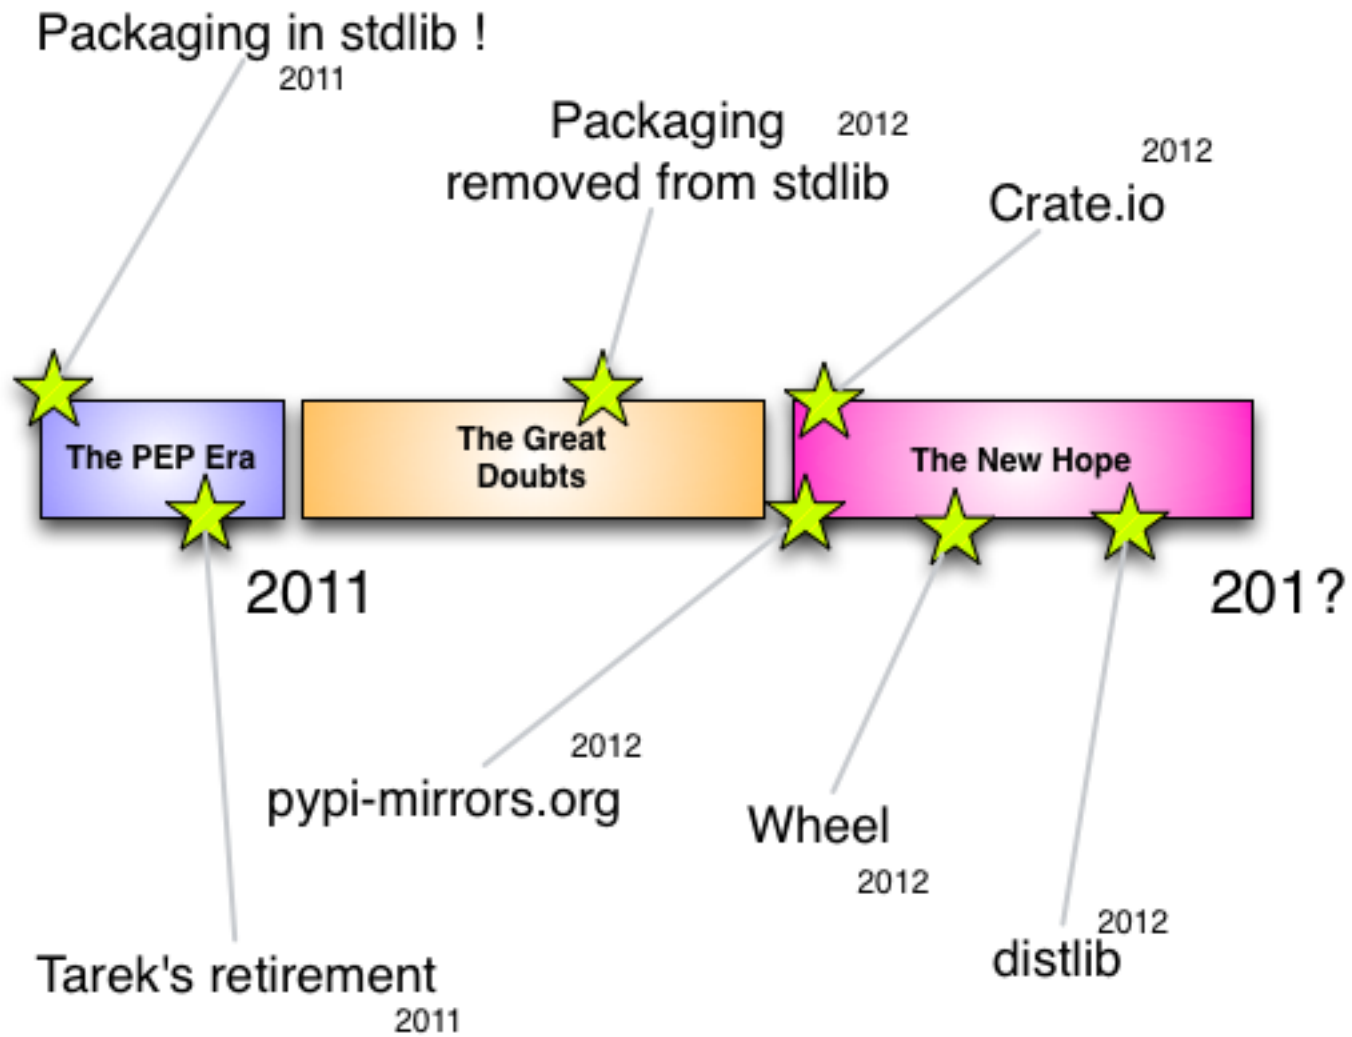 Packaging in stdlib !
2011
Packaging 2012
removed from stdlib
2012
Crate.io
The PEP Era
The Great
Doubts
The New Hope
2011
201?
2012
pypi-mirrors.org
Wheel
2012
2012
distlib
Tarek's retirement
2011